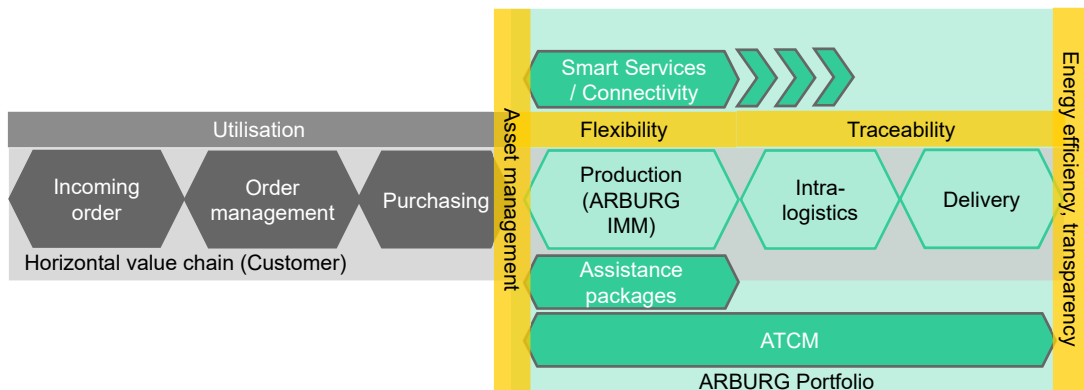 Smart Services
/ Connectivity
Utilisation
Asset management
Flexibility
Traceability
Energy efficiency, transparency
Incoming
order
Order
management
Purchasing
Production
(ARBURG
IMM)
Intra-
logistics
Delivery
Horizontal value chain (Customer)
Assistance
packages
ATCM
ARBURG Portfolio